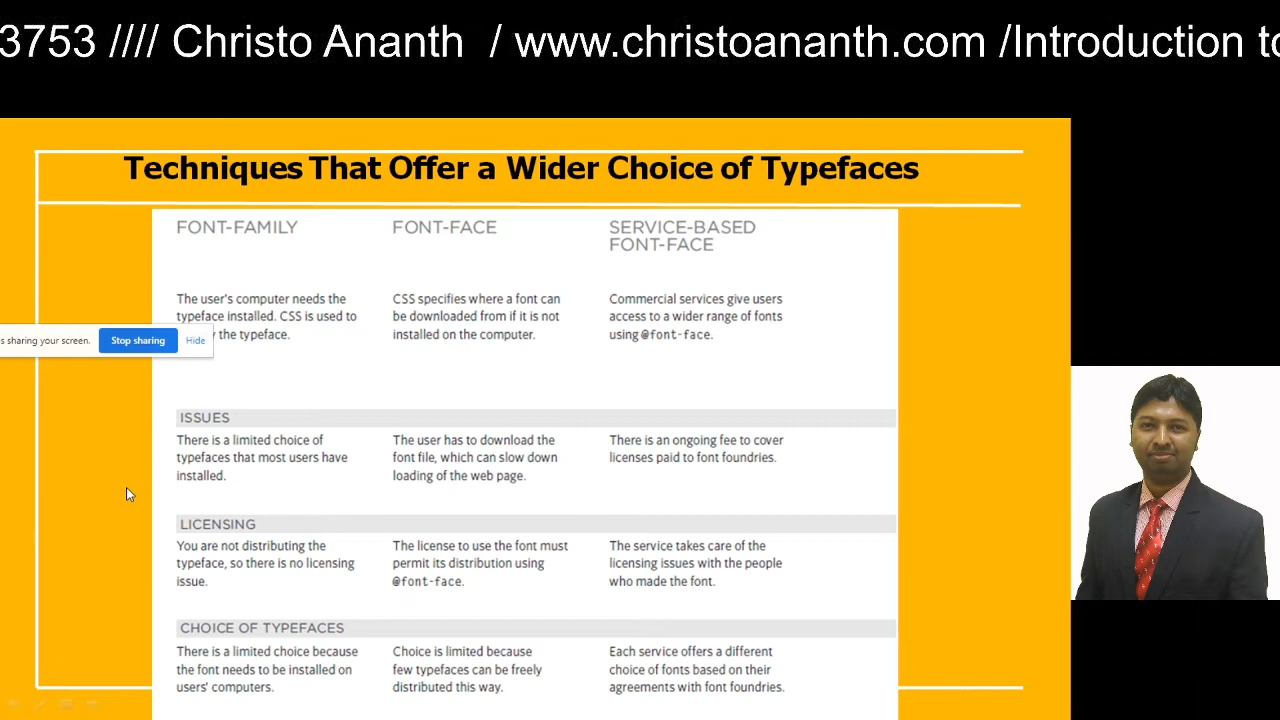 3753 //// Christo Ananth / www.christoananth.com /Introduction to
Techniques That Offer a Wider Choice of Typefaces
FONT-FAMILY
The user's computer needs the
typeface installed. CSS is used to
the typeface.
FONT-FACE
CSS specifies where a font can
be downloaded from if it is not
installed on the computer.
SERVICE-BASED
FONT-FACE
Commercial services give users
access to a wider range of fonts
using @font-face.
s sharing your screen.
Stop sharing
Hide
ISSUES
There is a limited choice of
typefaces that most users have
installed.
The user has to download the
font file, which can slow down
loading of the web page.
There is an ongoing fee to cover
licenses paid to font foundries.
LICENSING
You are not distributing the
typeface, so there is no licensing
issue.
The license to use the font must
permit its distribution using
@font-face.
The service takes care of the
licensing issues with the people
who made the font.
CHOICE OF TYPEFACES
There is a limited choice because
the font needs to be installed on
users' computers.
Choice is limited because
few typefaces can be freely
distributed this way.
Each service offers a different
choice of fonts based on their
agreements with font foundries.